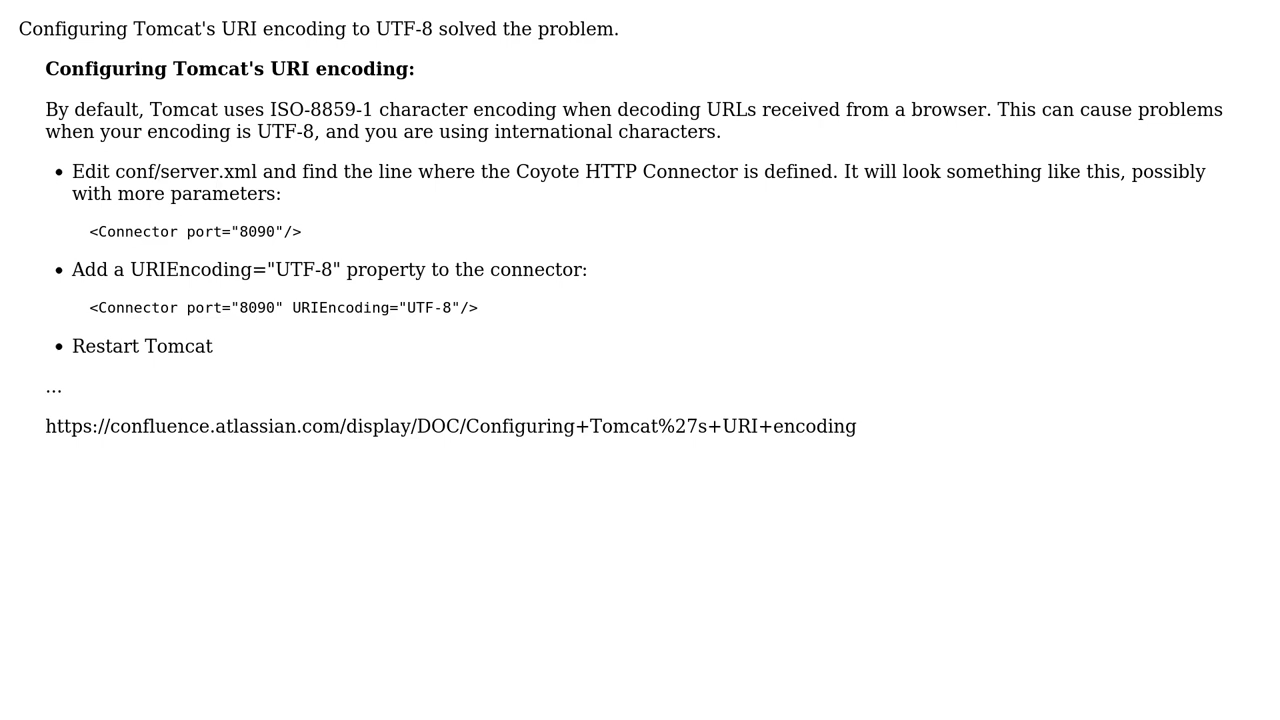 Configuring Tomcat's URI encoding to UTF-8 solved the problem.
Configuring Tomcat's URI encoding:
By default, Tomcat uses ISO-8859-1 character encoding when decoding URLs received from a browser. This can cause problems
when your encoding is UTF-8, and you are using international characters.
• Edit conf/server.xml and find the line where the Coyote HTTP Connector is defined. It will look something like this, possibly
with more parameters:
<Connector port="8090"/>
• Add a URIEncoding="UTF-8" property to the connector:
<Connector port="8090" URIEncoding="UTF-8"/>
• Restart Tomcat
...
https://confluence.atlassian.com/display/DOC/Configuring+Tomcat%27s+URI+encoding